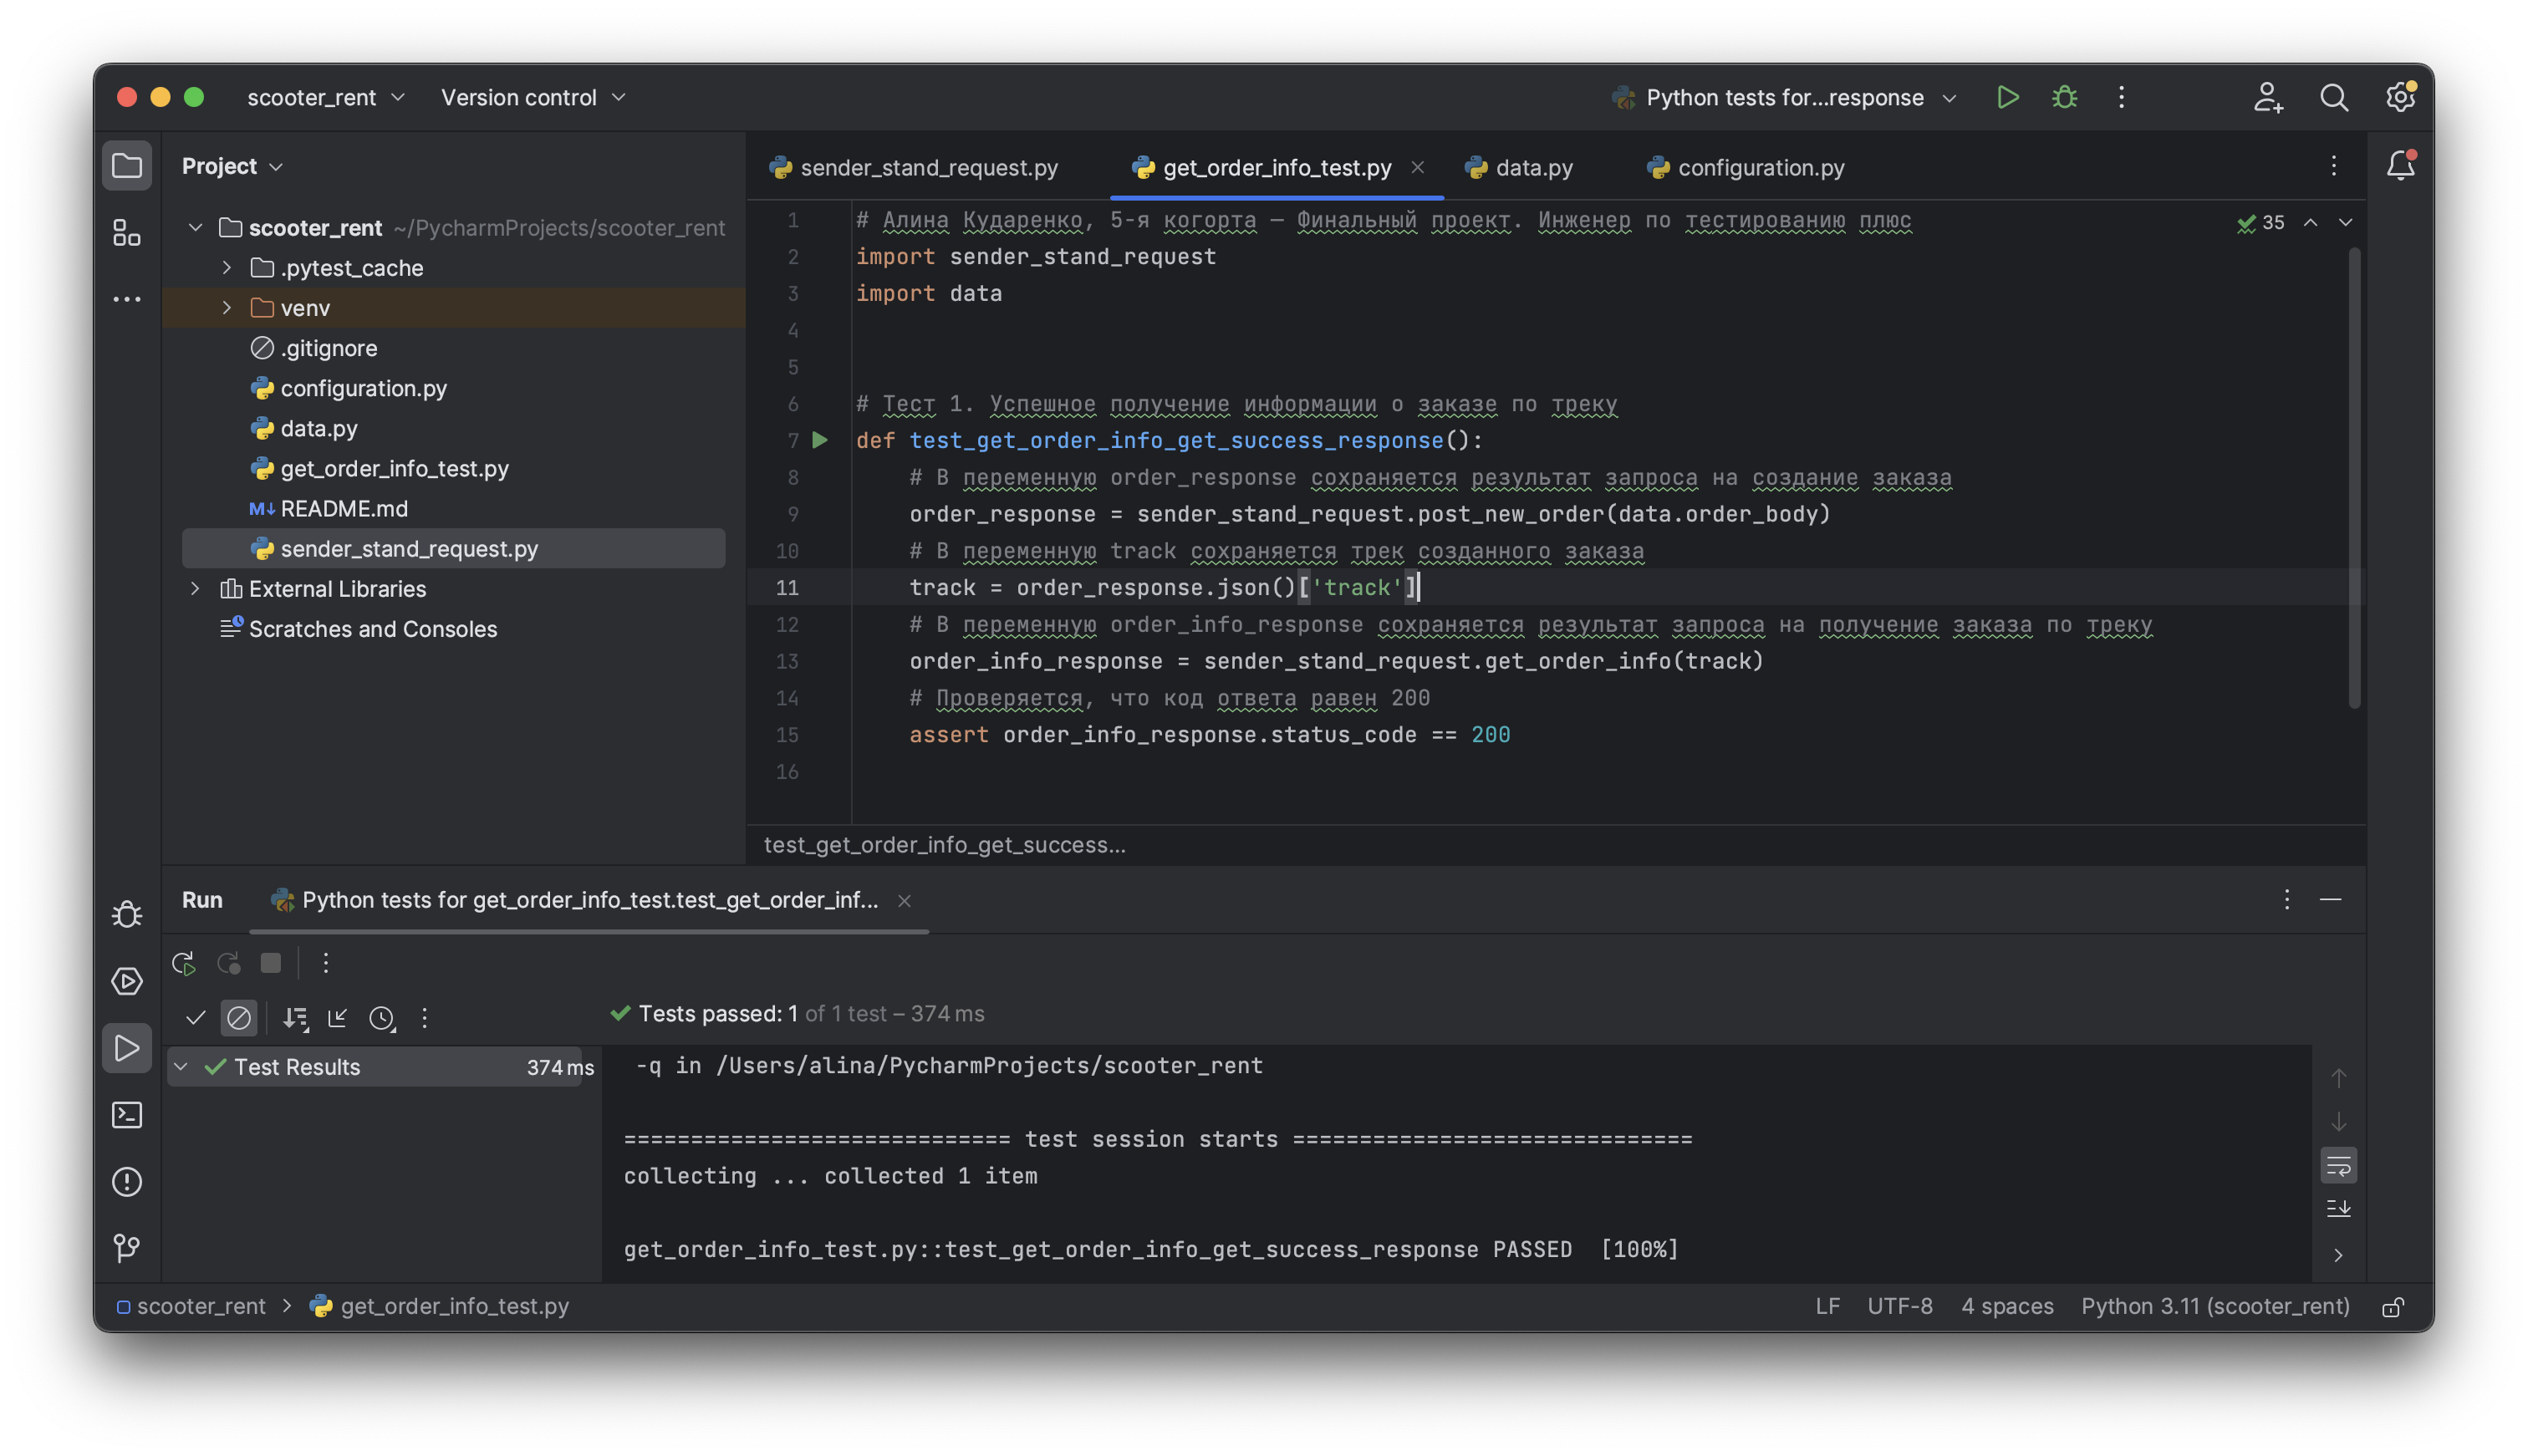 scooter_rent Version control Python tests for...response
Project
scooter_rent ~/PycharmProjects/scooter_rent
.pytest_cache
venv
.gitignore
configuration.py
data.py
get_order_info_test.py
M↓ README.md
sender_stand_request.py
External Libraries
Scratches and Consoles
sender_stand_request.py get_order_info_test.py data.py configuration.py
35
1 # Алина Кударенко, 5-я когорта — Финальный проект. Инженер по тестированию плюс
2 import sender_stand_request
3 import data
4
5
6 # Тест 1. Успешное получение информации о заказе по треку
7 def test_get_order_info_get_success_response():
8 # В переменную order_response сохраняется результат запроса на создание заказа
9 order_response = sender_stand_request.post_new_order(data.order_body)
10 # В переменную track сохраняется трек созданного заказа
11 track = order_response.json()['track']
12 # В переменную order_info_response сохраняется результат запроса на получение заказа по треку
13 order_info_response = sender_stand_request.get_order_info(track)
14 # Проверяется, что код ответа равен 200
15 assert order_info_response.status_code == 200
16
test_get_order_info_get_success...
Run Python tests for get_order_info_test.test_get_order_inf...
Tests passed: 1 of 1 test – 374 ms
Test Results 374 ms
-q in /Users/alina/PycharmProjects/scooter_rent
============================= test session starts ==============================
collecting ... collected 1 item
get_order_info_test.py::test_get_order_info_get_success_response PASSED [100%]
scooter_rent > get_order_info_test.py LF UTF-8 4 spaces Python 3.11 (scooter_rent)